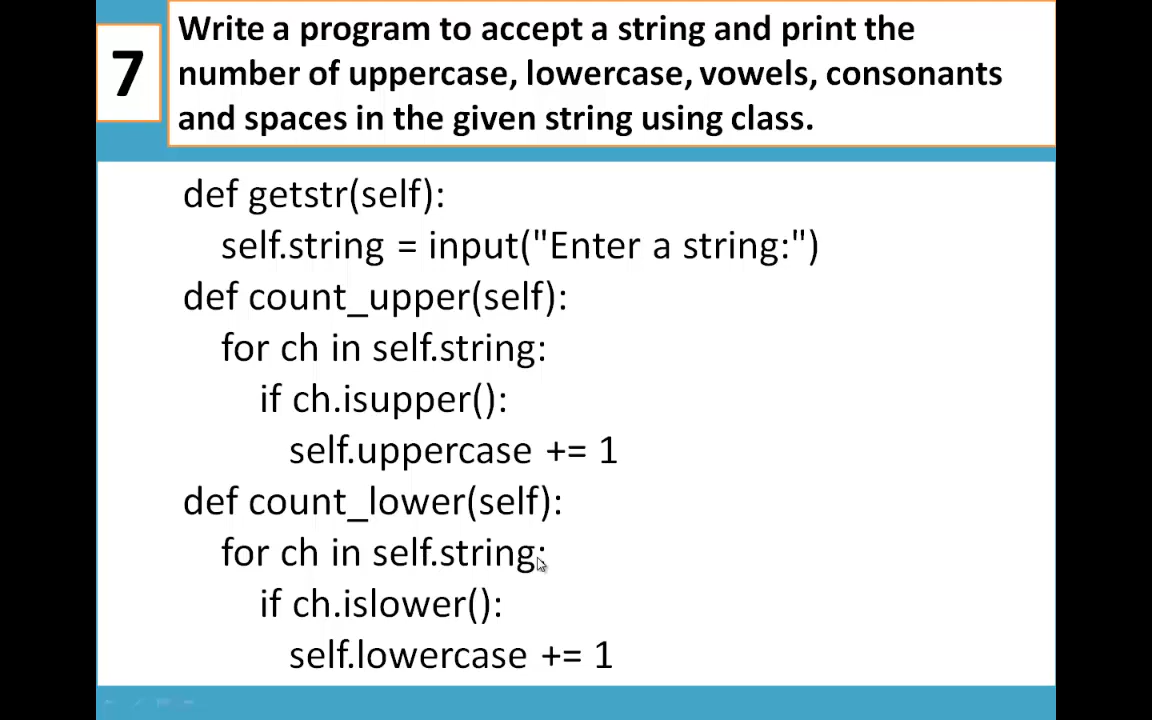 7
Write a program to accept a string and print the
number of uppercase, lowercase, vowels, consonants
and spaces in the given string using class.
def getstr(self):
self.string = input("Enter a string:")
def count_upper(self):
for ch in self.string:
if ch.isupper():
self.uppercase += 1
def count_lower(self):
for ch in self.string:
if ch.islower():
self.lowercase += 1